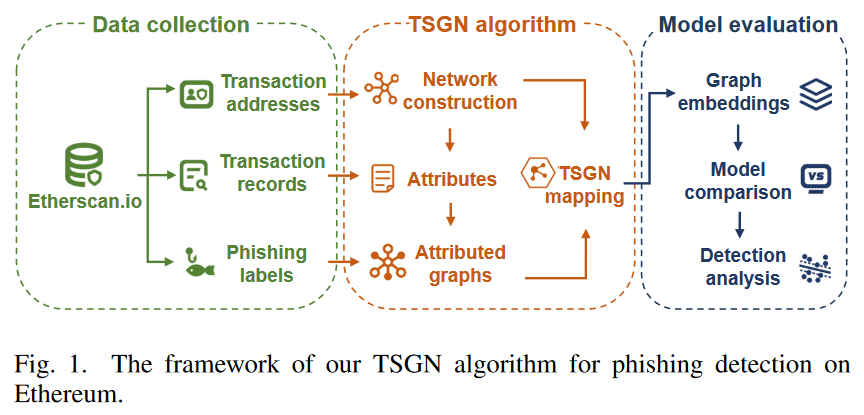 Data collection
TSGN algorithm
Model evaluation
Etherscan.io
Transaction
addresses
Transaction
records
Phishing
labels
Network
construction
Attributes
Attributed
graphs
TSGN
mapping
Graph
embeddings
Model
comparison
VS
Detection
analysis
Fig. 1. The framework of our TSGN algorithm for phishing detection on
Ethereum.